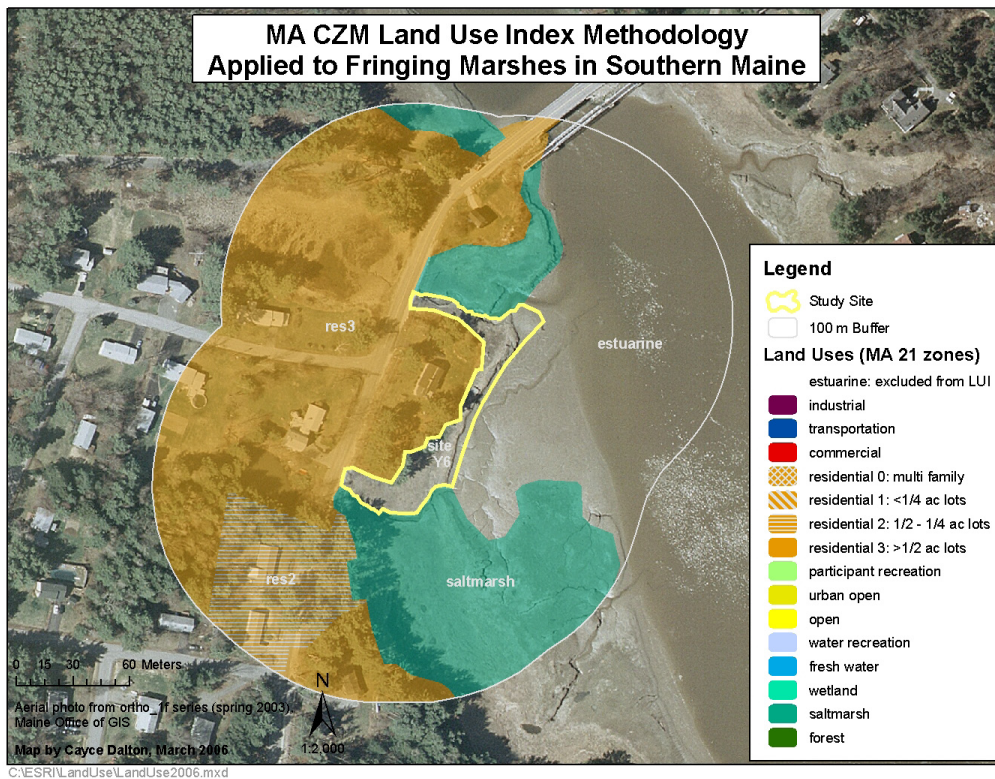 MA CZM Land Use Index Methodology
Applied to Fringing Marshes in Southern Maine
res3
estuarine
site
Y6
res2
saltmarsh
Legend
Study Site
100 m Buffer
Land Uses (MA 21 zones)
estuarine: excluded from LUI
industrial
transportation
commercial
residential 0: multi family
residential 1: <1/4 ac lots
residential 2: 1/2 - 1/4 ac lots
residential 3: >1/2 ac lots
participant recreation
urban open
open
water recreation
fresh water
wetland
saltmarsh
forest
0 15 30 60 Meters
N
1:2,000
Aerial photo from ortho_1f series (spring 2003),
Maine Office of GIS
Map by Cayce Dalton, March 2006
C:\ESRI\LandUse\LandUse2006.mxd